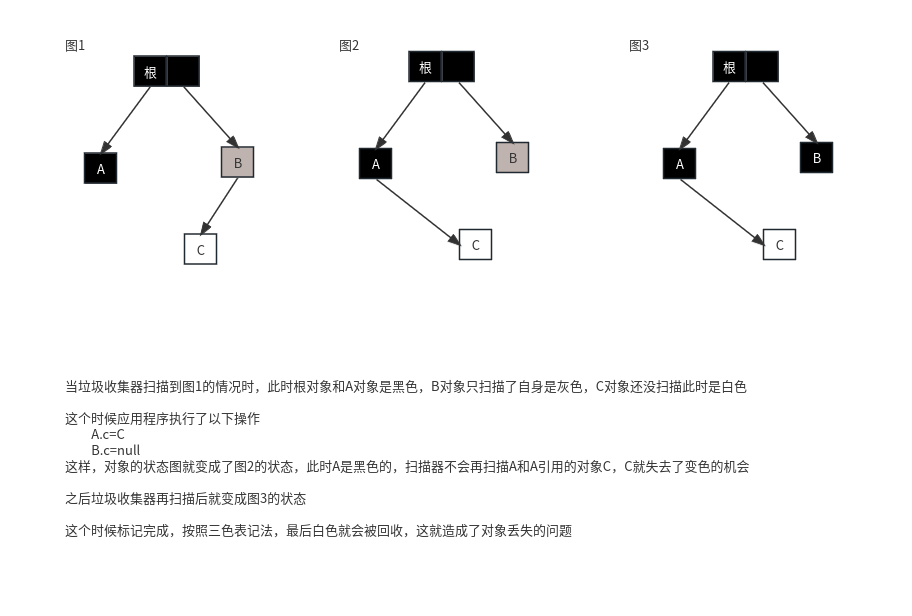 图1
图2
图3
根
根
根
A
B
C
A
B
C
A
B
C
当垃圾收集器扫描到图1的情况时，此时根对象和A对象是黑色，B对象只扫描了自身是灰色，C对象还没扫描此时是白色
这个时候应用程序执行了以下操作
A.c=C
B.c=null
这样，对象的状态图就变成了图2的状态，此时A是黑色的，扫描器不会再扫描A和A引用的对象C，C就失去了变色的机会
之后垃圾收集器再扫描后就变成图3的状态
这个时候标记完成，按照三色表记法，最后白色就会被回收，这就造成了对象丢失的问题